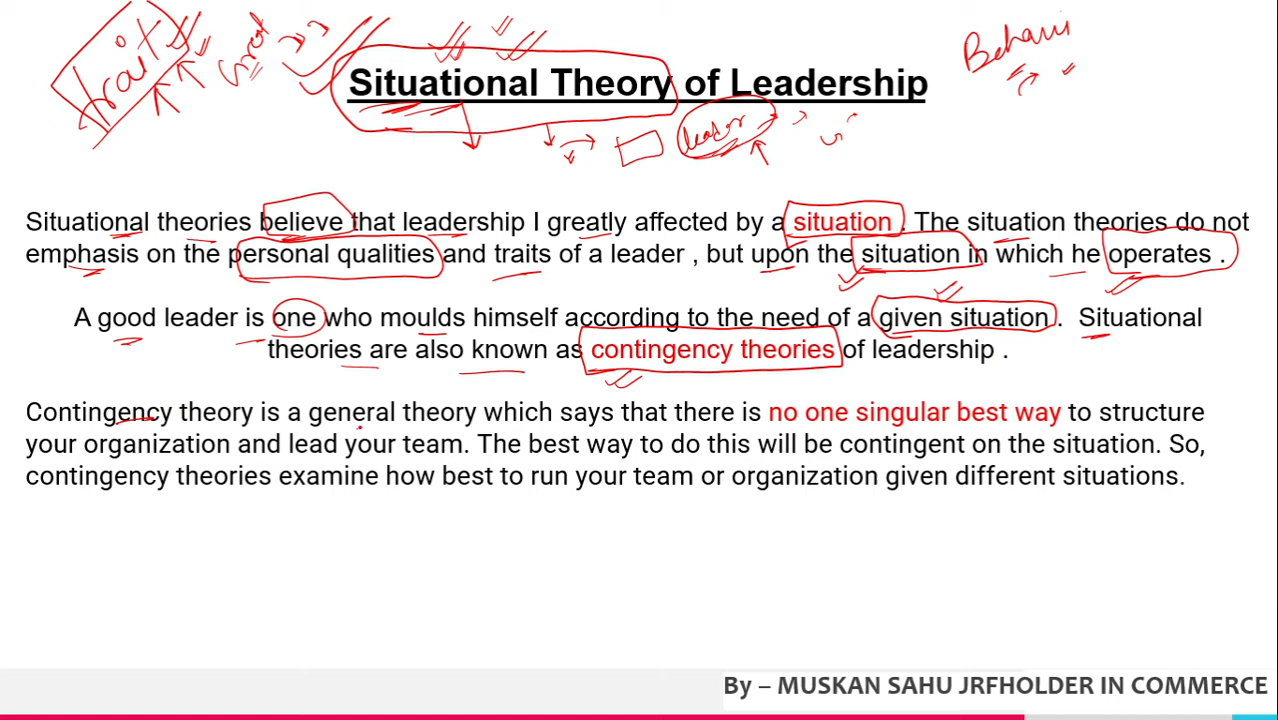 Trait
Behavi
Situational Theory of Leadership
leader
Situational theories believe that leadership I greatly affected by a situation . The situation theories do not
emphasis on the personal qualities and traits of a leader , but upon the situation in which he operates .
A good leader is one who moulds himself according to the need of a given situation . Situational
theories are also known as contingency theories of leadership .
Contingency theory is a general theory which says that there is no one singular best way to structure
your organization and lead your team. The best way to do this will be contingent on the situation. So,
contingency theories examine how best to run your team or organization given different situations.
By – MUSKAN SAHU JRFHOLDER IN COMMERCE